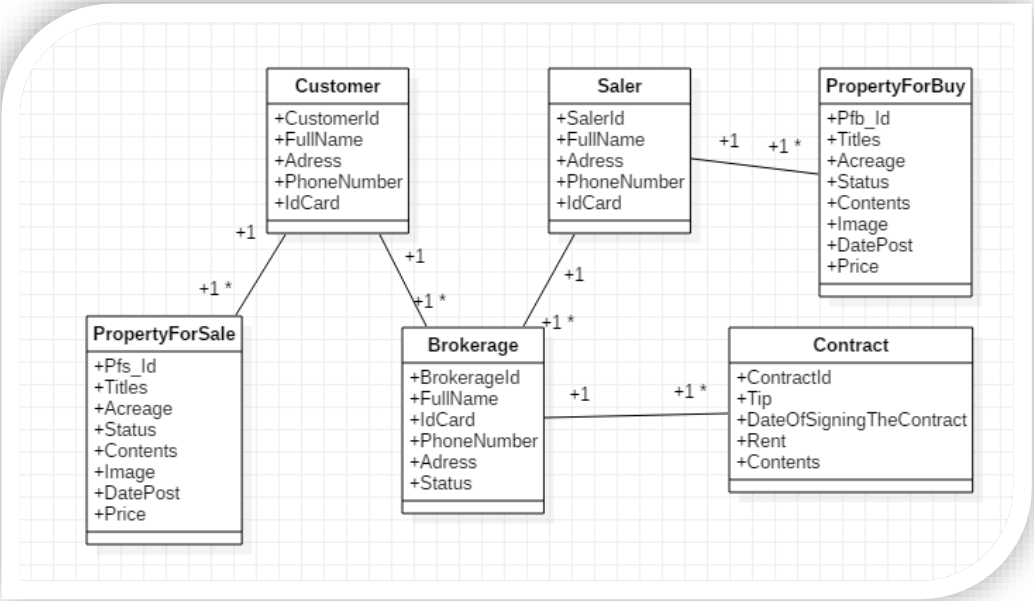 Customer
+CustomerId
+FullName
+Adress
+PhoneNumber
+IdCard
Saler
+SalerId
+FullName
+Adress
+PhoneNumber
+IdCard
PropertyForBuy
+Pfb_Id
+Titles
+Acreage
+Status
+Contents
+Image
+DatePost
+Price
+1
+1 *
+1
+1 *
+1
+1 *
+1
+1 *
PropertyForSale
+Pfs_Id
+Titles
+Acreage
+Status
+Contents
+Image
+DatePost
+Price
Brokerage
+BrokerageId
+FullName
+IdCard
+PhoneNumber
+Adress
+Status
+1
+1 *
Contract
+ContractId
+Tip
+DateOfSigningTheContract
+Rent
+Contents